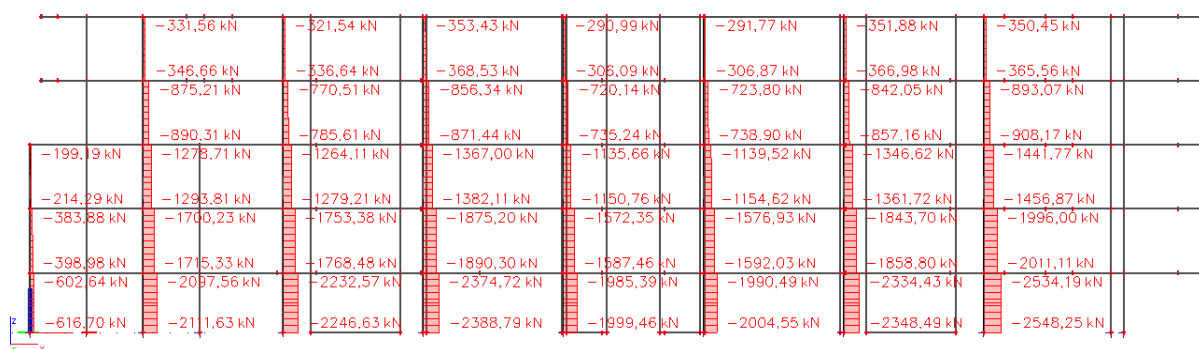 -331,56 kN -321,54 kN -353,43 kN -290,99 kN -291,77 kN -351,88 kN -350,45 kN
-346,66 kN -336,64 kN -368,53 kN -306,09 kN -306,87 kN -366,98 kN -365,56 kN
-875,21 kN -770,51 kN -856,34 kN -720,14 kN -723,80 kN -842,05 kN -893,07 kN
-890,31 kN -785,61 kN -871,44 kN -735,24 kN -738,90 kN -857,16 kN -908,17 kN
-199,19 kN -1278,71 kN -1264,11 kN -1367,00 kN -1135,66 kN -1139,52 kN -1346,62 kN -1441,77 kN
-214,29 kN -1293,81 kN -1279,21 kN -1382,11 kN -1150,76 kN -1154,62 kN -1361,72 kN -1456,87 kN
-383,88 kN -1700,23 kN -1753,38 kN -1875,20 kN -1572,35 kN -1576,93 kN -1843,70 kN -1996,00 kN
-398,98 kN -1715,33 kN -1768,48 kN -1890,30 kN -1587,46 kN -1592,03 kN -1858,80 kN -2011,11 kN
-602,64 kN -2097,56 kN -2232,57 kN -2374,72 kN -1985,39 kN -1990,49 kN -2334,43 kN -2534,19 kN
-616,70 kN -2111,63 kN -2246,63 kN -2388,79 kN -1999,46 kN -2004,55 kN -2348,49 kN -2548,25 kN
Z